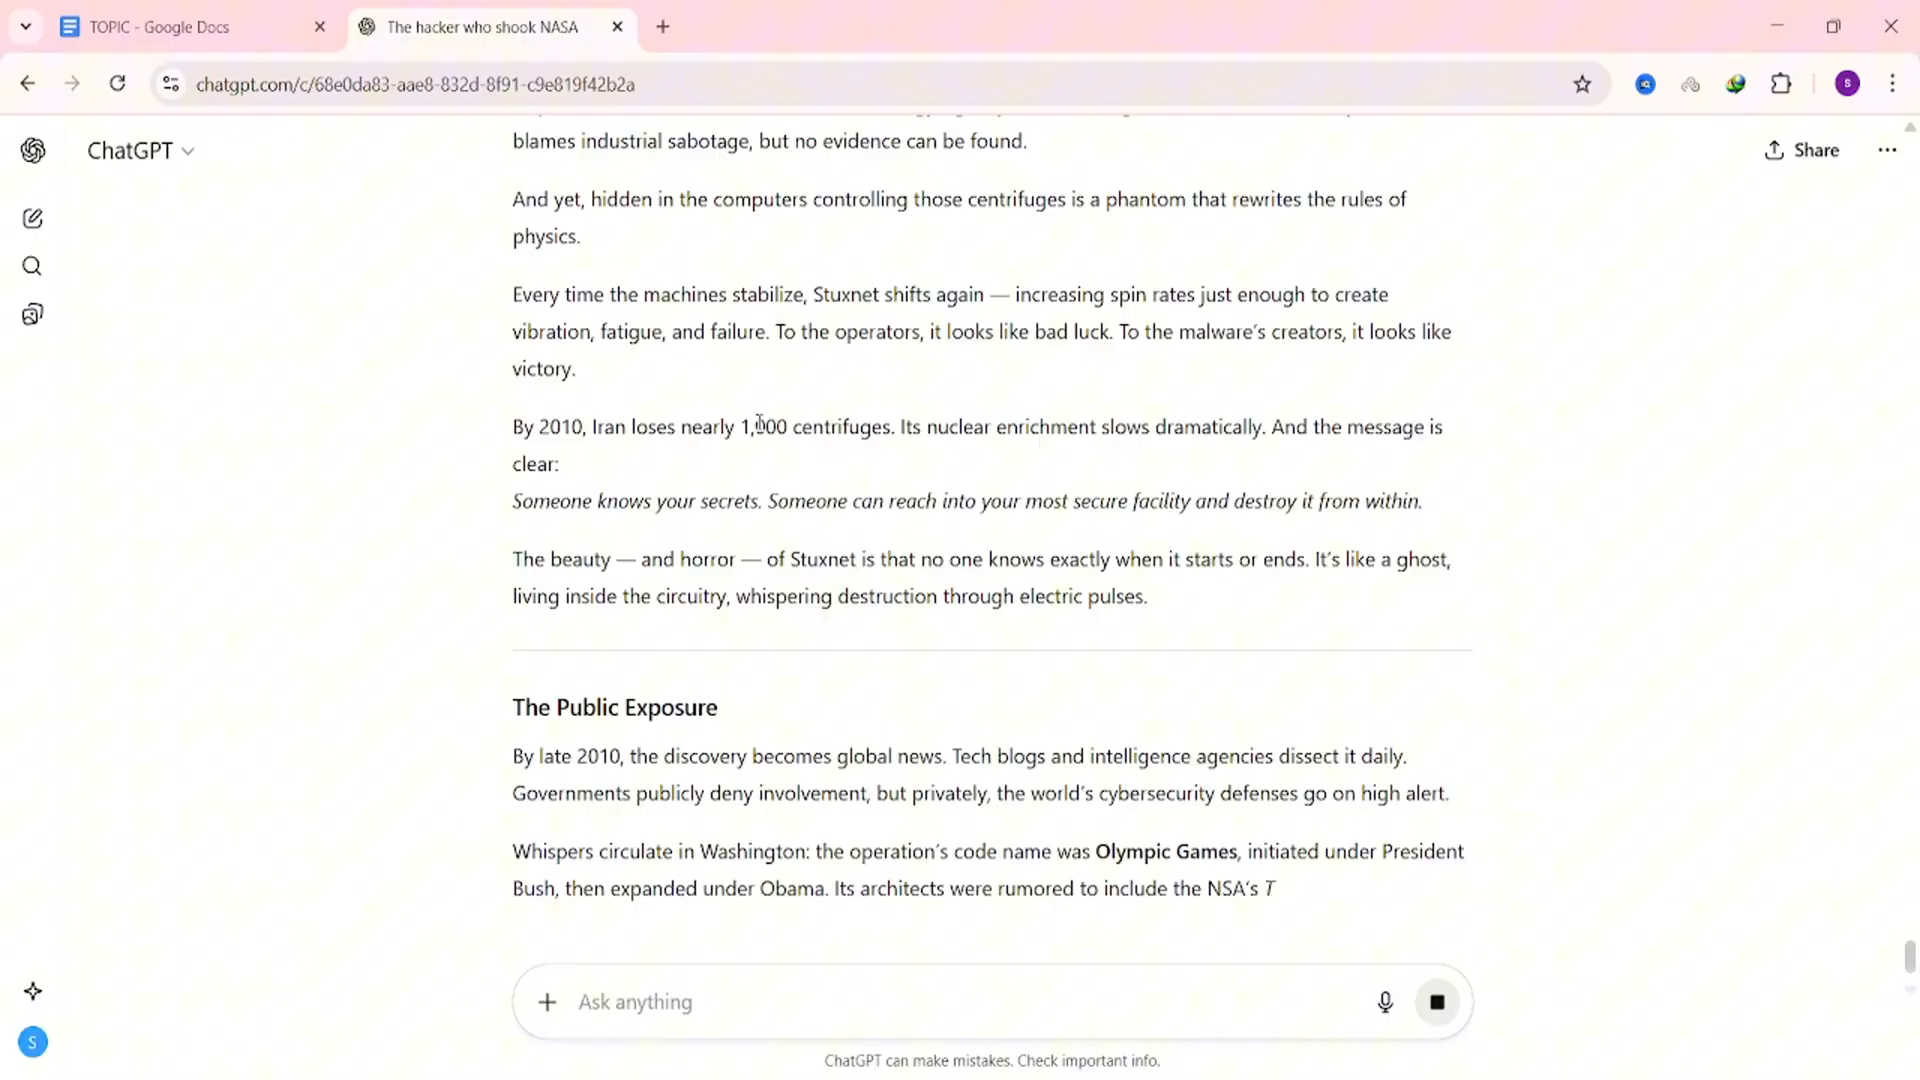 TOPIC - Google Docs
The hacker who shook NASA
chatgpt.com/c/68e0da83-aae8-832d-8f91-c9e819f42b2a
S
ChatGPT
Share
blames industrial sabotage, but no evidence can be found.
And yet, hidden in the computers controlling those centrifuges is a phantom that rewrites the rules of
physics.
Every time the machines stabilize, Stuxnet shifts again — increasing spin rates just enough to create
vibration, fatigue, and failure. To the operators, it looks like bad luck. To the malware’s creators, it looks like
victory.
By 2010, Iran loses nearly 1,000 centrifuges. Its nuclear enrichment slows dramatically. And the message is
clear:
Someone knows your secrets. Someone can reach into your most secure facility and destroy it from within.
The beauty — and horror — of Stuxnet is that no one knows exactly when it starts or ends. It’s like a ghost,
living inside the circuitry, whispering destruction through electric pulses.
The Public Exposure
By late 2010, the discovery becomes global news. Tech blogs and intelligence agencies dissect it daily.
Governments publicly deny involvement, but privately, the world’s cybersecurity defenses go on high alert.
Whispers circulate in Washington: the operation’s code name was Olympic Games, initiated under President
Bush, then expanded under Obama. Its architects were rumored to include the NSA’s T
Ask anything
S
ChatGPT can make mistakes. Check important info.